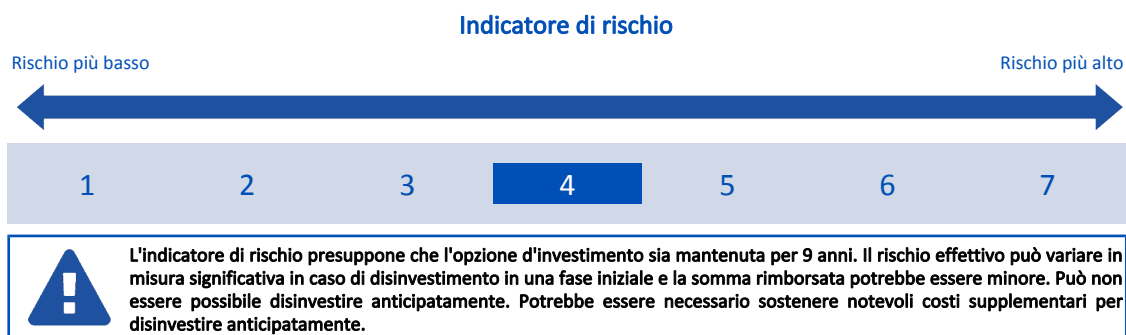 Indicatore di rischio
Rischio più basso
Rischio più alto
1 2 3 4 5 6 7
L'indicatore di rischio presuppone che l'opzione d'investimento sia mantenuta per 9 anni. Il rischio effettivo può variare in
misura significativa in caso di disinvestimento in una fase iniziale e la somma rimborsata potrebbe essere minore. Può non
essere possibile disinvestire anticipatamente. Potrebbe essere necessario sostenere notevoli costi supplementari per
disinvestire anticipatamente.